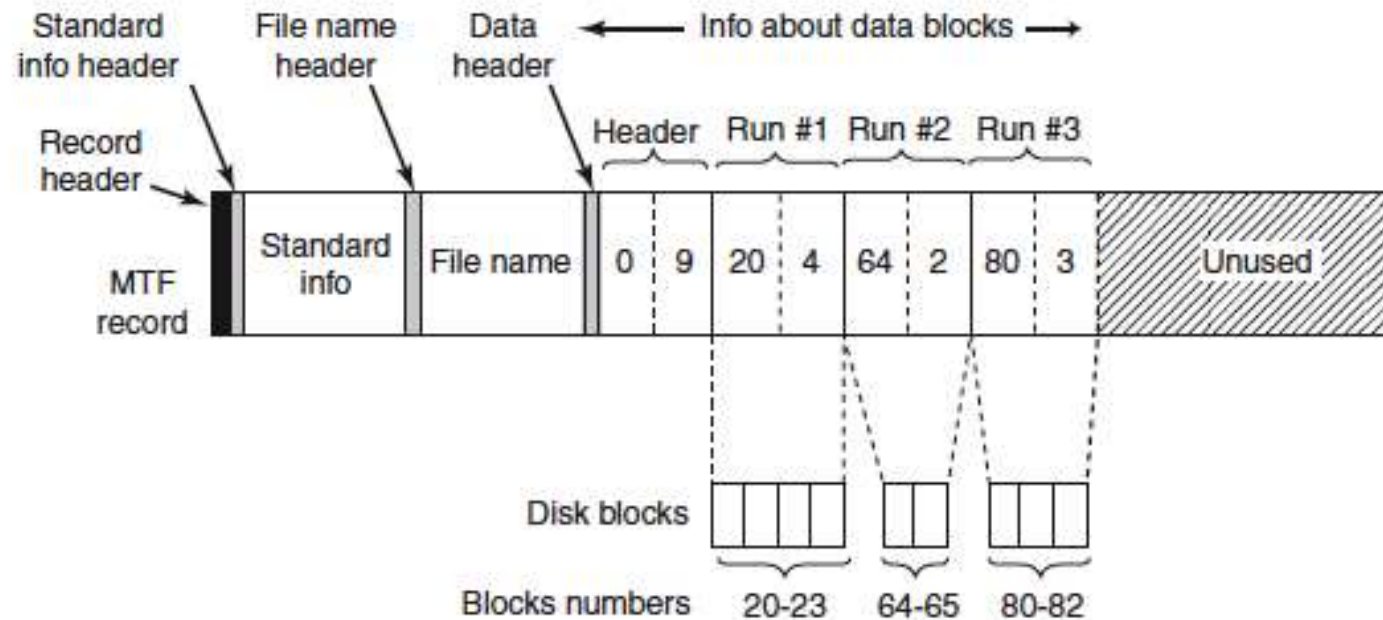 Standard
info header
File name
header
Data
header
Info about data blocks
Record
header
Header
Run #1
Run #2
Run #3
MTF
record
Standard
info
File name
0
9
20
4
64
2
80
3
Unused
Disk blocks
Blocks numbers
20-23
64-65
80-82